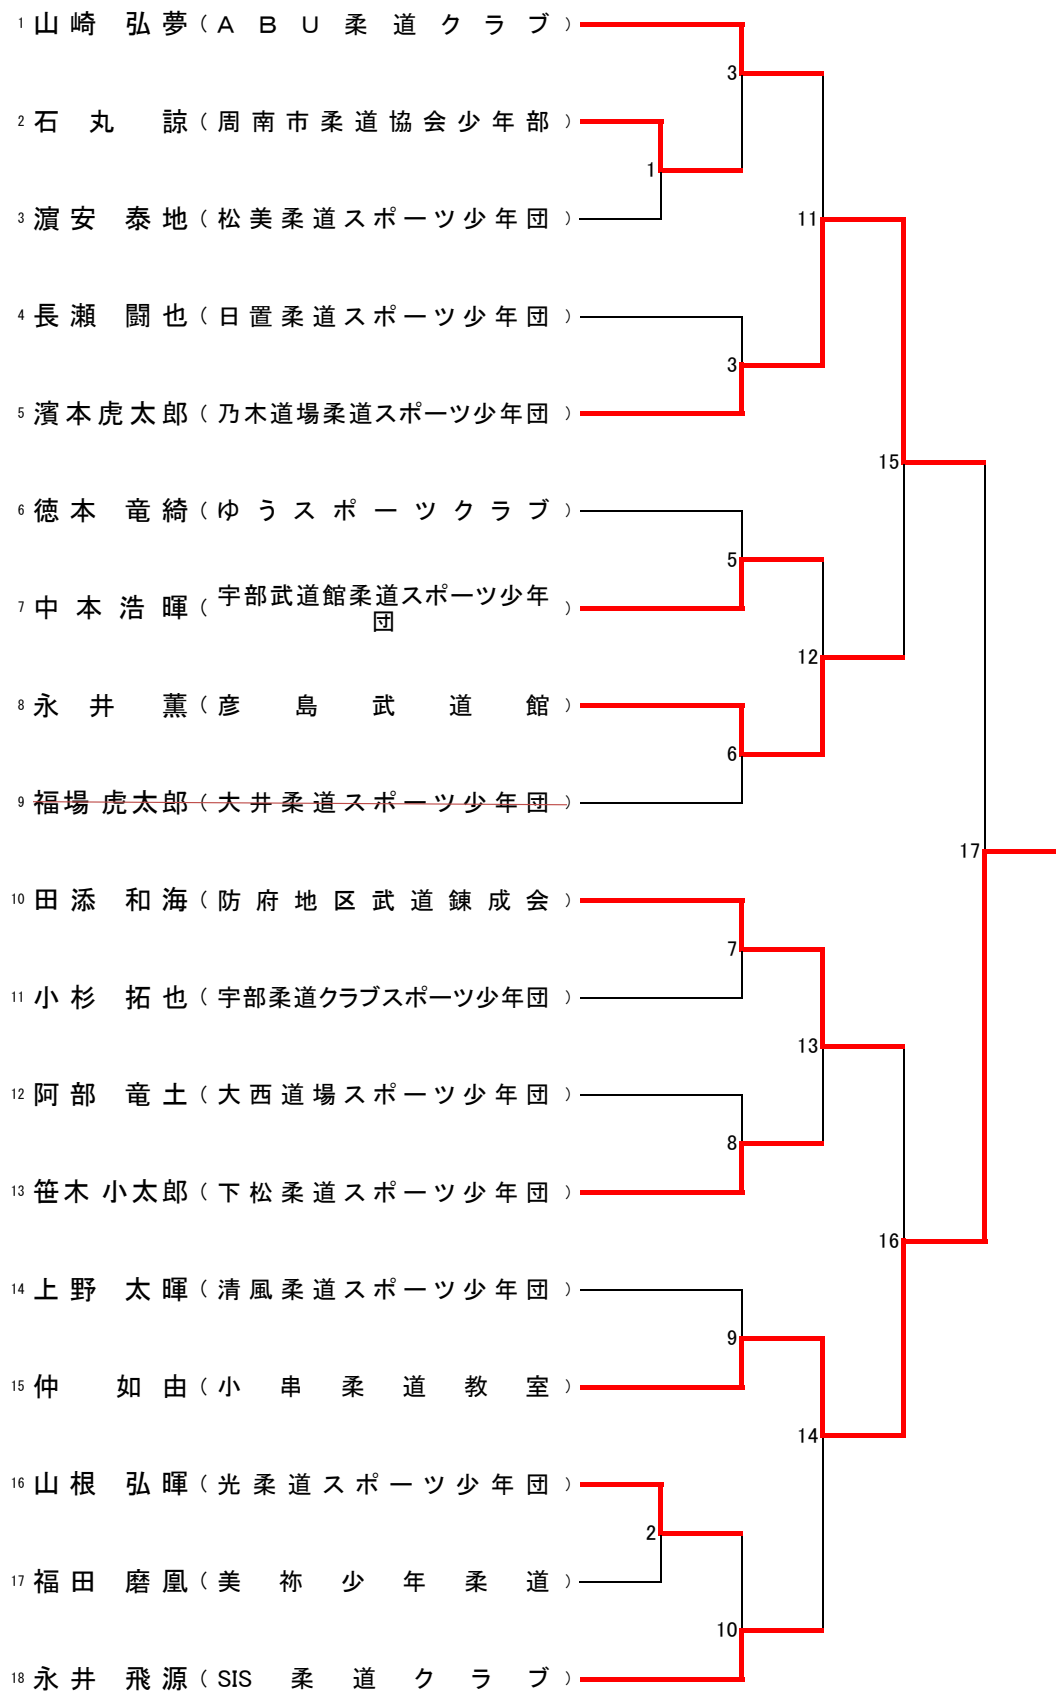 1 山崎 弘夢 ( ＡＢＵ柔道クラブ )
3
2 石丸 諒 ( 周南市柔道協会少年部 )
1
3 濵安 泰地 ( 松美柔道スポーツ少年団 )
11
4 長瀬 闘也 ( 日置柔道スポーツ少年団 )
3
5 濱本虎太郎 ( 乃木道場柔道スポーツ少年団 )
15
6 徳本 竜綺 ( ゆうスポーツクラブ )
5
7 中本浩暉 ( 宇部武道館柔道スポーツ少年
団 )
12
8 永井 薫 ( 彦島武道館 )
6
9 福場 虎太郎 ( 大井柔道スポーツ少年団 )
17
10 田添 和海 ( 防府地区武道錬成会 )
7
11 小杉 拓也 ( 宇部柔道クラブスポーツ少年団 )
13
12 阿部 竜土 ( 大西道場スポーツ少年団 )
8
13 笹木 小太郎 ( 下松柔道スポーツ少年団 )
16
14 上野 太暉 ( 清風柔道スポーツ少年団 )
9
15 仲 如由 ( 小串柔道教室 )
14
16 山根 弘暉 ( 光柔道スポーツ少年団 )
2
17 福田 磨凰 ( 美祢少年柔道 )
10
18 永井 飛源 ( SIS柔道クラブ )